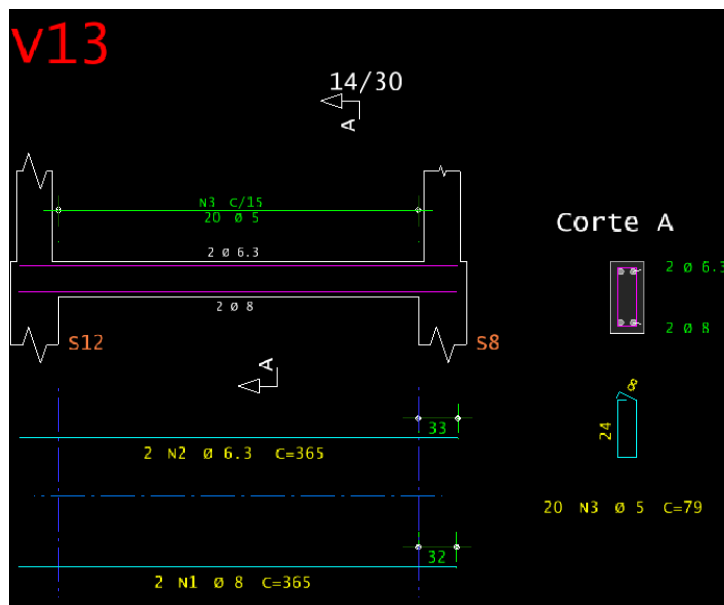 V13
14/30
A
N3 C/15
20 Ø 5
Corte A
2 Ø 6.3
2 Ø 6.3
2 Ø 8
2 Ø 8
S12
S8
A
8
33
24
2 N2 Ø 6.3 C=365
20 N3 Ø 5 C=79
32
2 N1 Ø 8 C=365